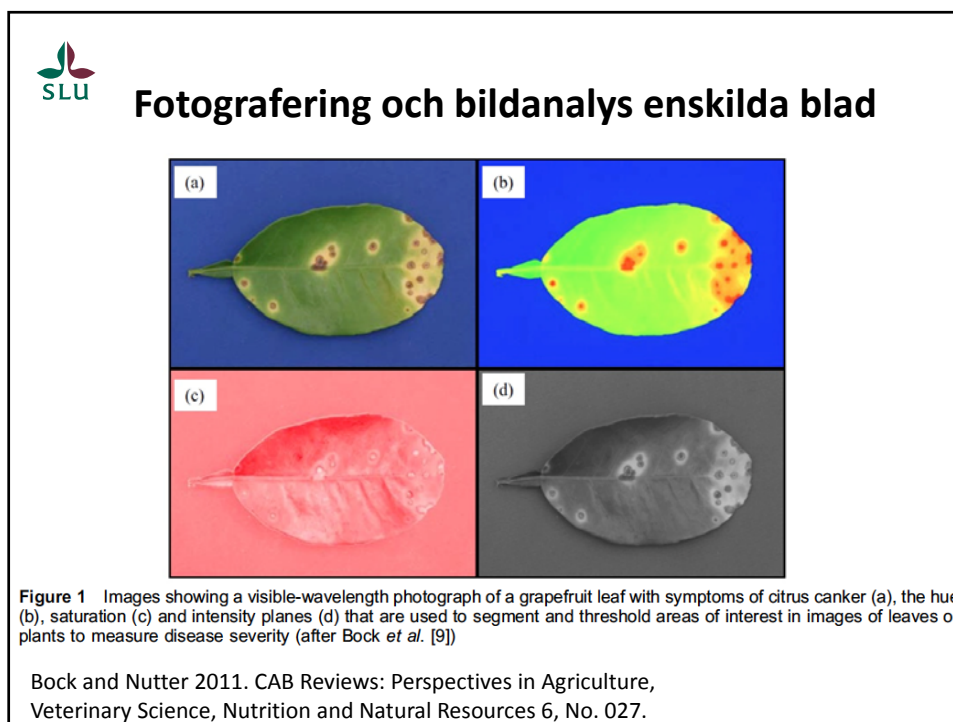 SLU
Fotografering och bildanalys enskilda blad
(a)
(b)
(c)
(d)
Figure 1 Images showing a visible-wavelength photograph of a grapefruit leaf with symptoms of citrus canker (a), the hue
(b), saturation (c) and intensity planes (d) that are used to segment and threshold areas of interest in images of leaves o
plants to measure disease severity (after Bock et al. [9])
Bock and Nutter 2011. CAB Reviews: Perspectives in Agriculture,
Veterinary Science, Nutrition and Natural Resources 6, No. 027.